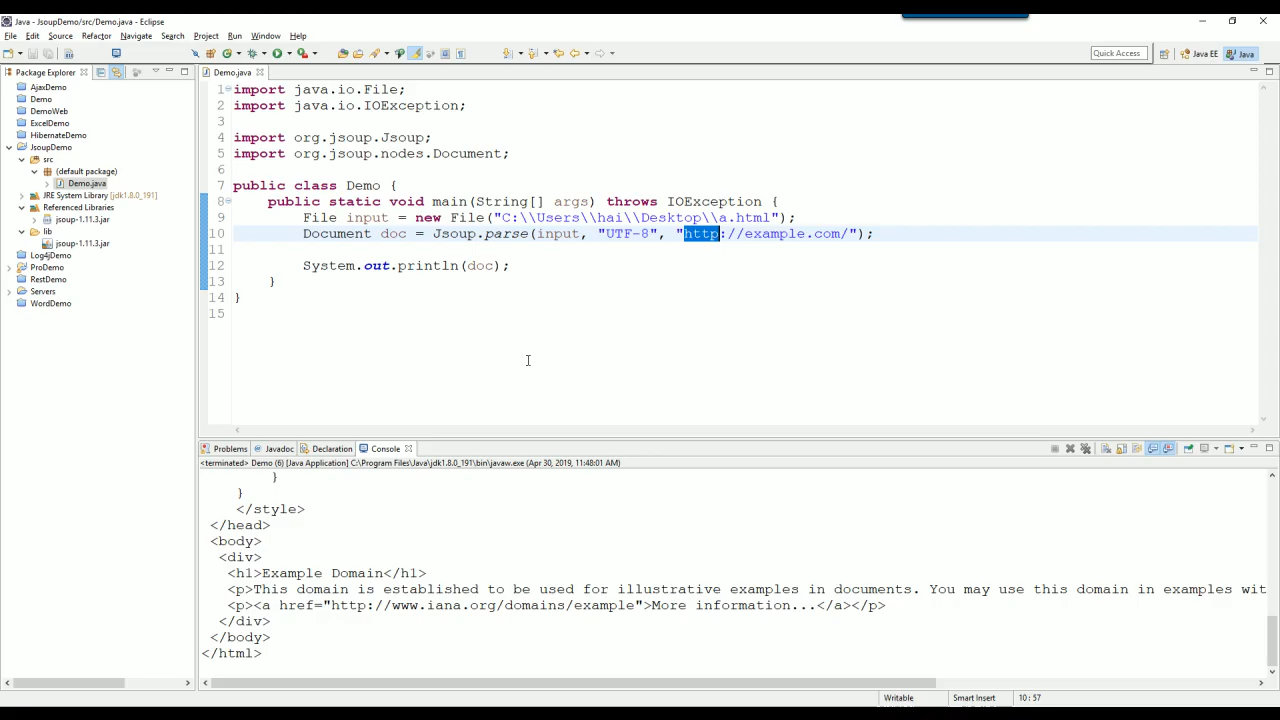 Java - JsoupDemo/src/Demo.java - Eclipse
File Edit Source Refactor Navigate Search Project Run Window Help
Quick Access Java EE Java
Package Explorer
AjaxDemo
Demo
DemoWeb
ExcelDemo
HibernateDemo
JsoupDemo
src
(default package)
Demo.java
JRE System Library [jdk1.8.0_191]
Referenced Libraries
jsoup-1.11.3.jar
lib
jsoup-1.11.3.jar
Log4jDemo
ProDemo
RestDemo
Servers
WordDemo
Demo.java
1 import java.io.File;
2 import java.io.IOException;
3
4 import org.jsoup.Jsoup;
5 import org.jsoup.nodes.Document;
6
7 public class Demo {
8 public static void main(String[] args) throws IOException {
9 File input = new File("C:\\Users\\hai\\Desktop\\a.html");
10 Document doc = Jsoup.parse(input, "UTF-8", "http://example.com/");
11
12 System.out.println(doc);
13 }
14 }
15
Problems Javadoc Declaration Console
<terminated> Demo (6) [Java Application] C:\Program Files\Java\jdk1.8.0_191\bin\javaw.exe (Apr 30, 2019, 11:48:01 AM)
}
}
</style>
</head>
<body>
<div>
<h1>Example Domain</h1>
<p>This domain is established to be used for illustrative examples in documents. You may use this domain in examples wit
<p><a href="http://www.iana.org/domains/example">More information...</a></p>
</div>
</body>
</html>
Writable Smart Insert 10 : 57